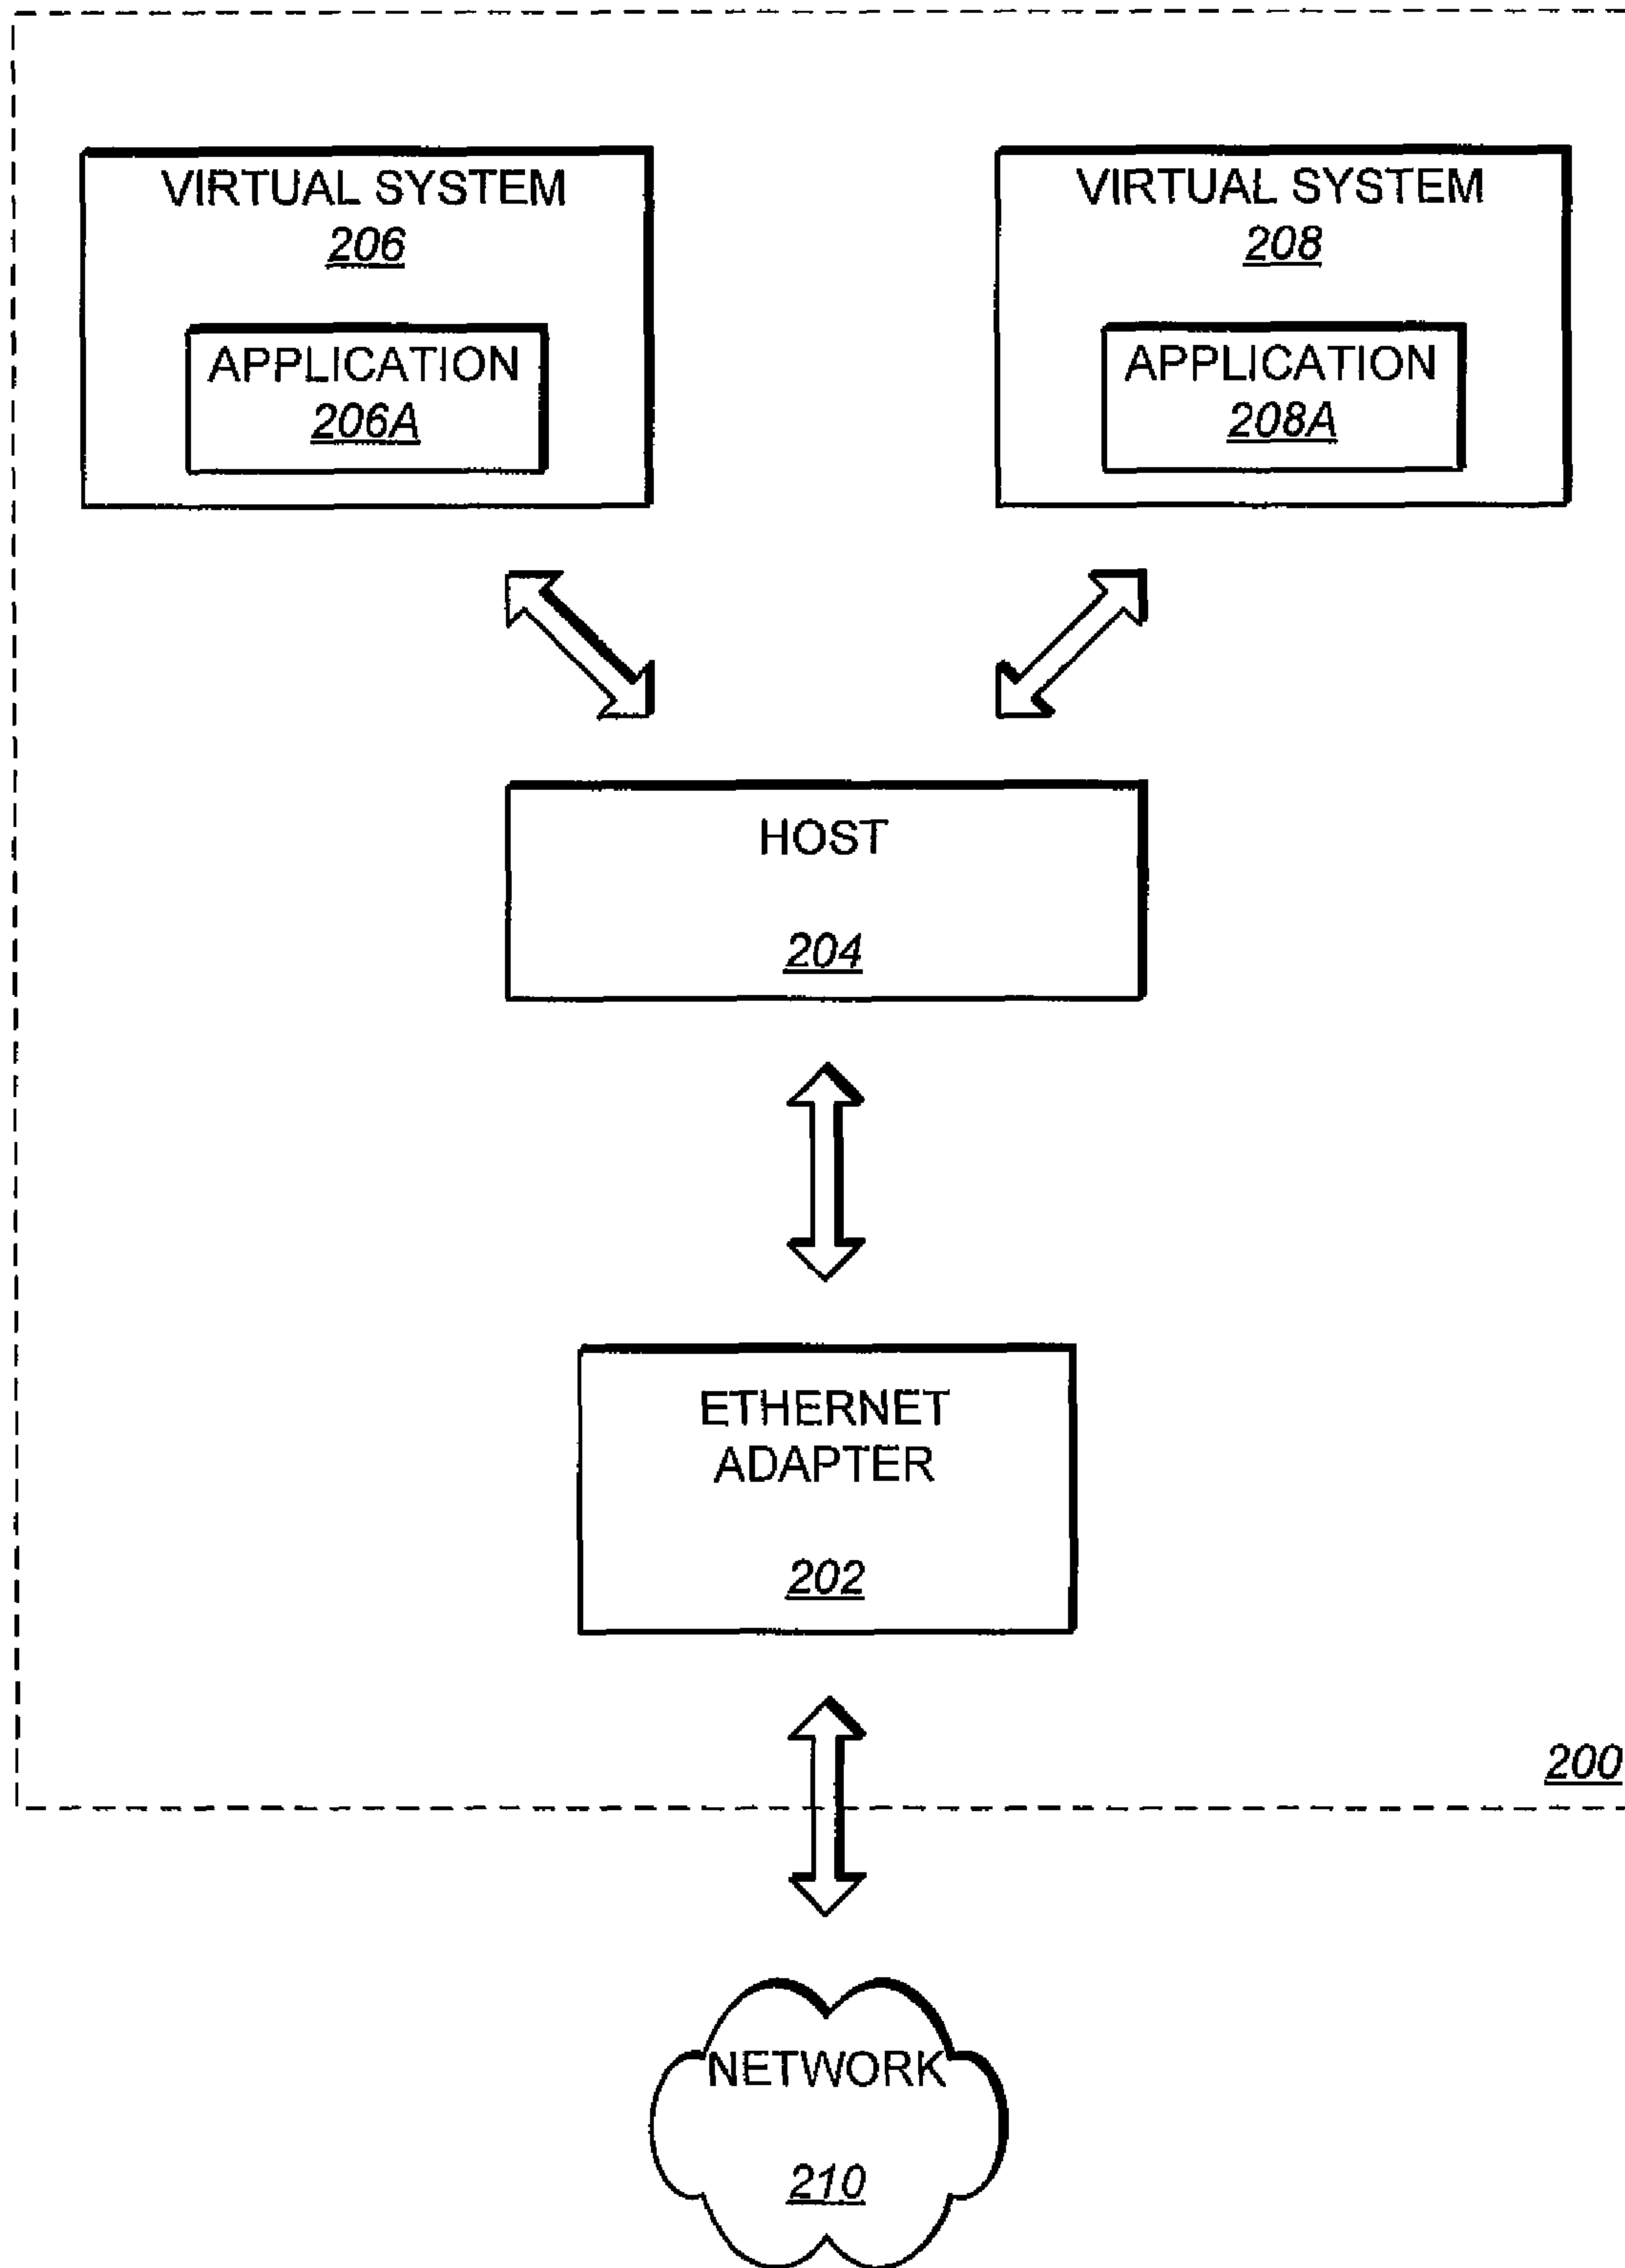 VIRTUAL SYSTEM
206
APPLICATION
206A
VIRTUAL SYSTEM
208
APPLICATION
208A
HOST
204
ETHERNET
ADAPTER
202
200
NETWORK
210